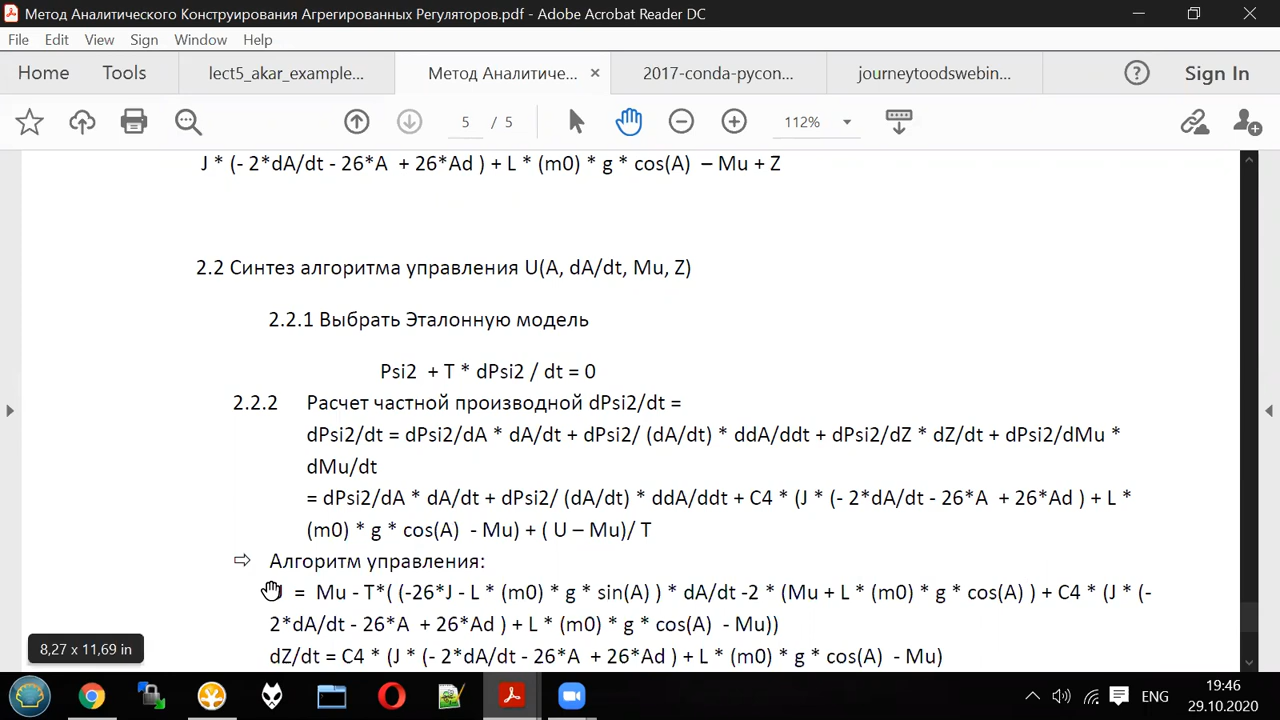 Метод Аналитического Конструирования Агрегированных Регуляторов.pdf - Adobe Acrobat Reader DC
File Edit View Sign Window Help
Home Tools lect5_akar_example... Метод Аналитиче... 2017-conda-pycon... journeytoodswebin... Sign In
5 / 5 112%
J * (- 2*dA/dt - 26*A + 26*Ad ) + L * (m0) * g * cos(A) – Mu + Z
2.2 Синтез алгоритма управления U(A, dA/dt, Mu, Z)
2.2.1 Выбрать Эталонную модель
Psi2 + T * dPsi2 / dt = 0
2.2.2 Расчет частной производной dPsi2/dt =
dPsi2/dt = dPsi2/dA * dA/dt + dPsi2/ (dA/dt) * ddA/ddt + dPsi2/dZ * dZ/dt + dPsi2/dMu *
dMu/dt
= dPsi2/dA * dA/dt + dPsi2/ (dA/dt) * ddA/ddt + C4 * (J * (- 2*dA/dt - 26*A + 26*Ad ) + L *
(m0) * g * cos(A) - Mu) + ( U – Mu)/ T
⇨ Алгоритм управления:
= Mu - T*( (-26*J - L * (m0) * g * sin(A) ) * dA/dt -2 * (Mu + L * (m0) * g * cos(A) ) + C4 * (J * (-
2*dA/dt - 26*A + 26*Ad ) + L * (m0) * g * cos(A) - Mu))
dZ/dt = C4 * (J * (- 2*dA/dt - 26*A + 26*Ad ) + L * (m0) * g * cos(A) - Mu)
8,27 x 11,69 in
ENG
19:46
29.10.2020